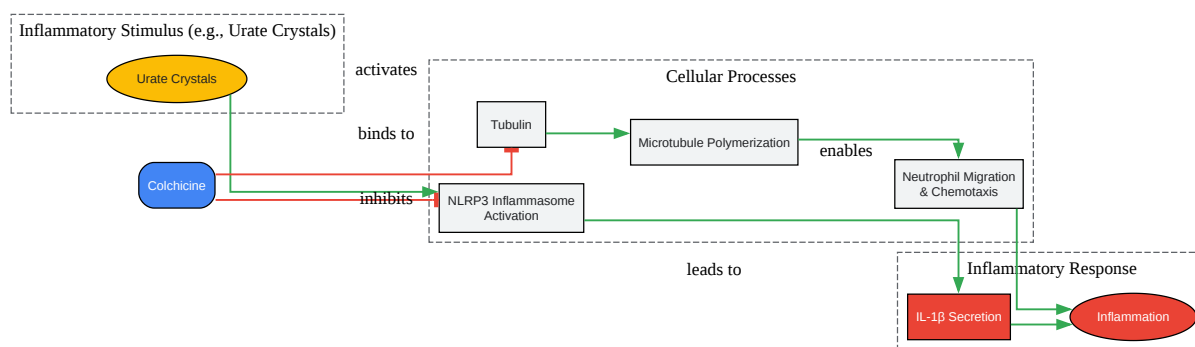 Inflammatory Stimulus (e.g., Urate Crystals)
Urate Crystals
activates
Cellular Processes
Tubulin
binds to
Microtubule Polymerization
enables
Colchicine
inhibits
NLRP3 Inflammasome
Activation
Neutrophil Migration
& Chemotaxis
leads to
Inflammatory Response
IL-1β Secretion
Inflammation